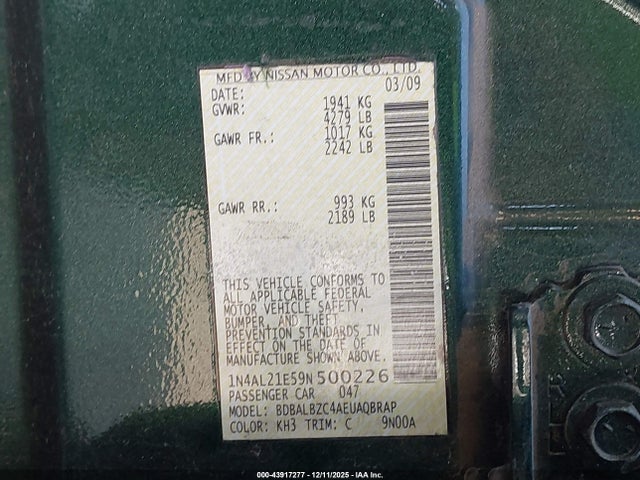 MFD BY NISSAN MOTOR CO., LTD.
DATE: 03/09
GVWR: 1941 KG
4279 LB
GAWR FR.: 1017 KG
2242 LB
GAWR RR.: 993 KG
2189 LB
THIS VEHICLE CONFORMS TO
ALL APPLICABLE FEDERAL
MOTOR VEHICLE SAFETY,
BUMPER, AND THEFT
PREVENTION STANDARDS IN
EFFECT ON THE DATE OF
MANUFACTURE SHOWN ABOVE.
1N4AL21E59N500226
PASSENGER CAR 047
MODEL: BDBALBZC4AEUAQBRAP
COLOR: KH3 TRIM: C 9N00A
000-43917277 - 12/11/2025 - IAA Inc.